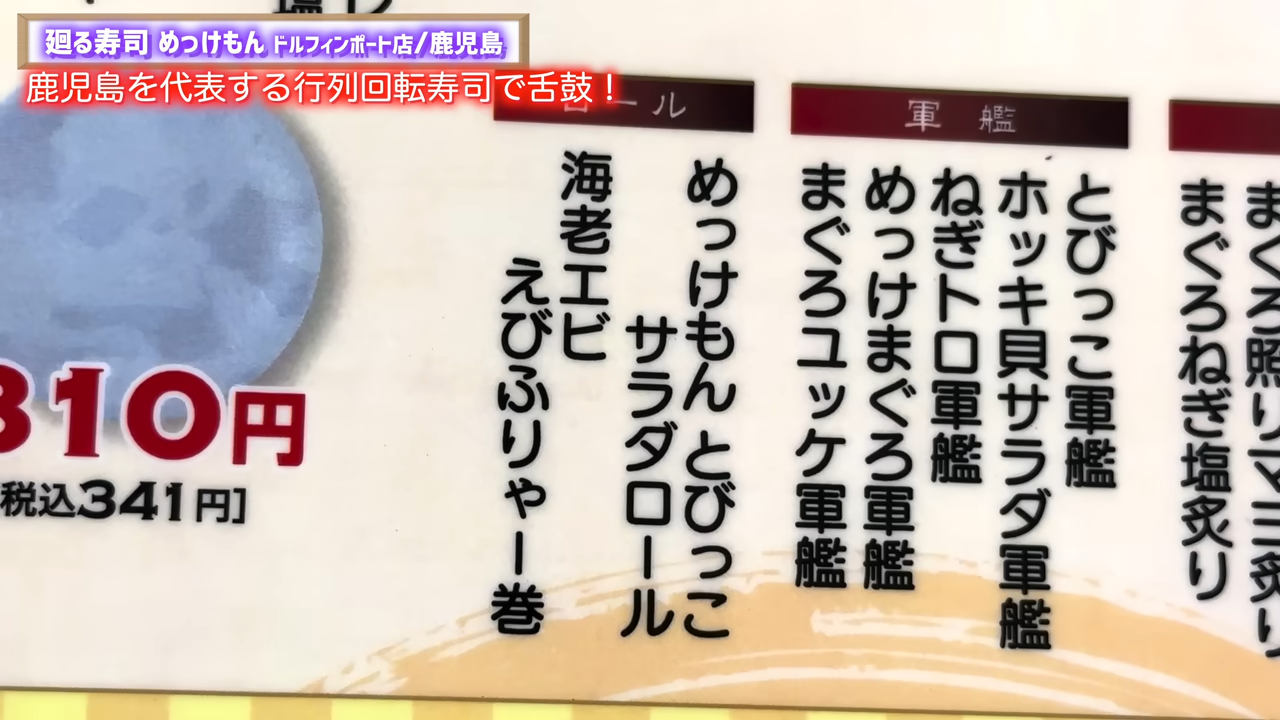 廻る寿司 めっけもん ドルフィンポート店/鹿児島
鹿児島を代表する行列回転寿司で舌鼓！
まぐろねぎ塩炙り
軍艦
とびっこ軍艦
ホッキ貝サラダ軍艦
ねぎトロ軍艦
めっけまぐろ軍艦
まぐろユッケ軍艦
ロール
めっけもん とびっこ
サラダロール
海老エビ
えびふりゃー巻
310円
税込341円]